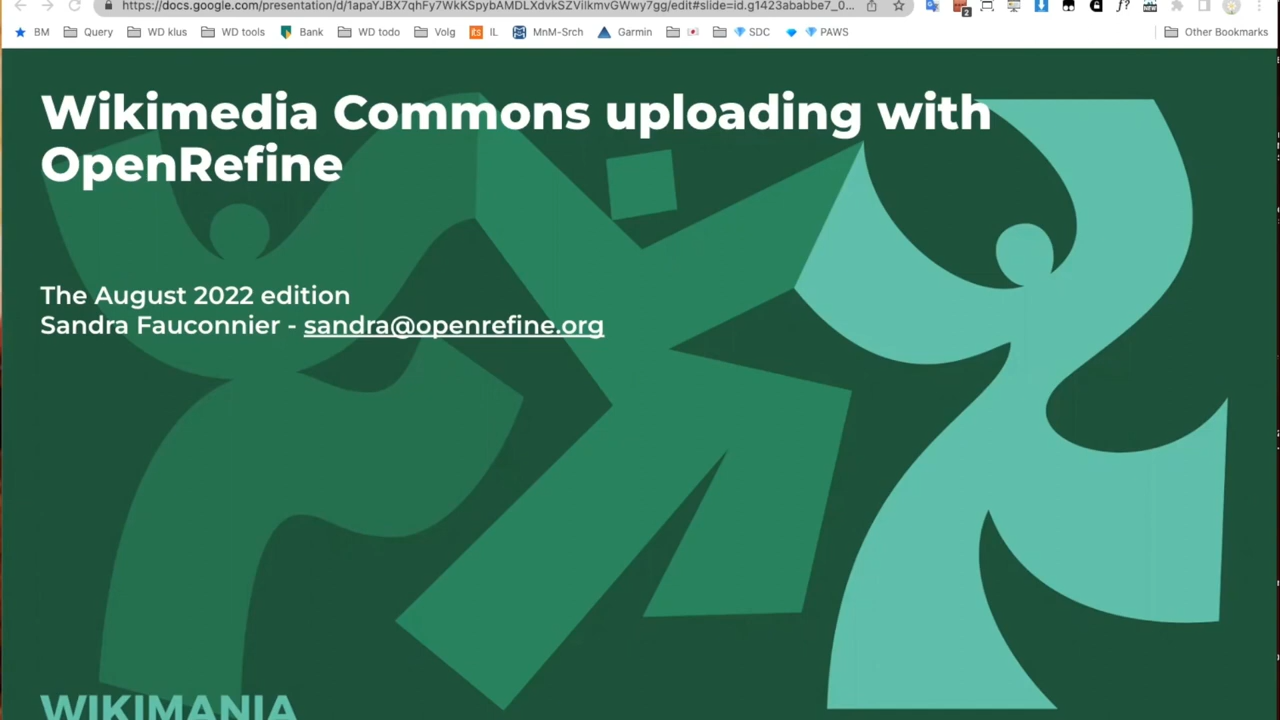 https://docs.google.com/presentation/d/1apaYJBX7qhFy7WkKSpybAMDLXdvkSZViIkmvGWwy7gg/edit#slide=id.g1423ababbe7_0...
BM Query WD klus WD tools Bank WD todo Volg IL MnM-Srch Garmin SDC PAWS Other Bookmarks
Wikimedia Commons uploading with
OpenRefine
The August 2022 edition
Sandra Fauconnier - sandra@openrefine.org
WIKIMANIA